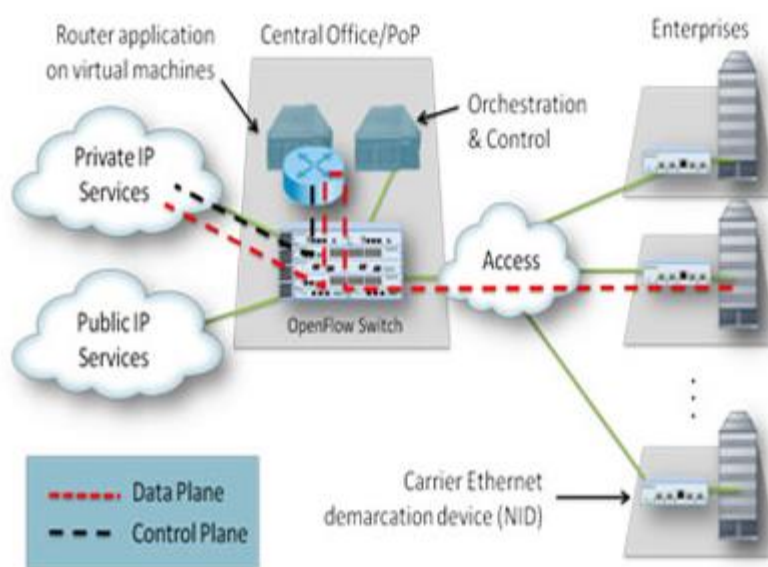 Router application
on virtual machines
Central Office/PoP
Enterprises
Orchestration
& Control
Private IP
Services
Access
Public IP
Services
OpenFlow Switch
Data Plane
Control Plane
Carrier Ethernet
demarcation device (NID)